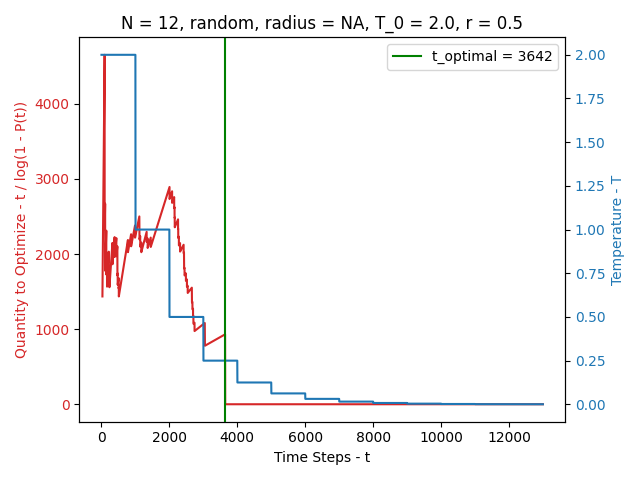 N = 12, random, radius = NA, T_0 = 2.0, r = 0.5
t_optimal = 3642
Quantity to Optimize - t / log(1 - P(t))
4000
3000
2000
1000
0
2.00
1.75
1.50
1.25
1.00
0.75
0.50
0.25
0.00
Temperature - T
0 2000 4000 6000 8000 10000 12000
Time Steps - t